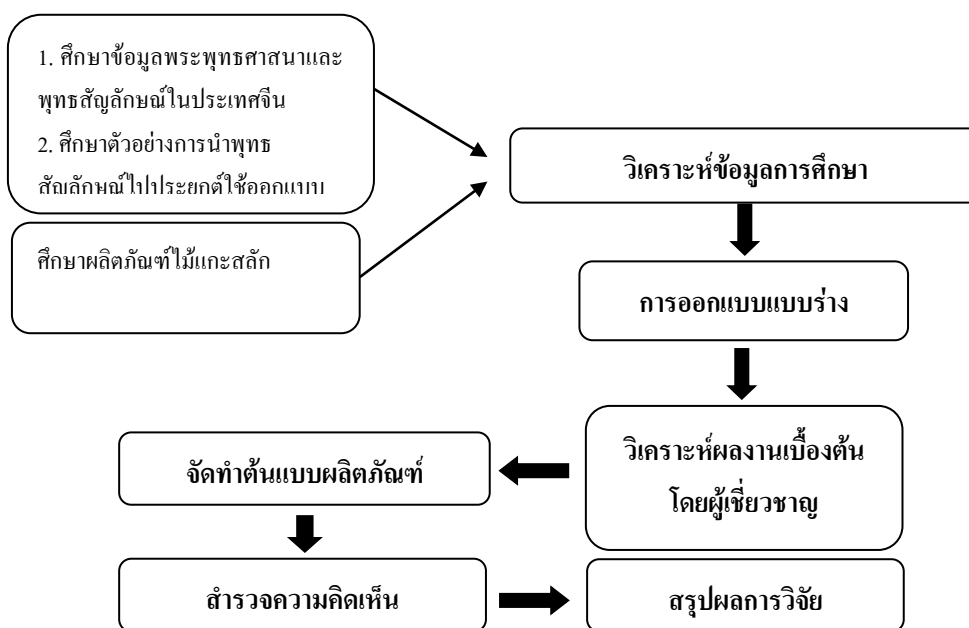 1. ศึกษาข้อมูลพระพุทธศาสนาและ
พุทธสัญลักษณ์ในประเทศจีน
2. ศึกษาตัวอย่างการนำพุทธ
สัญลักษณ์ไปประยุกต์ใช้ออกแบบ
ศึกษาผลิตภัณฑ์ไม้แกะสลัก
วิเคราะห์ข้อมูลการศึกษา
การออกแบบแบบร่าง
วิเคราะห์ผลงานเบื้องต้น
โดยผู้เชี่ยวชาญ
จัดทำต้นแบบผลิตภัณฑ์
สำรวจความคิดเห็น
สรุปผลการวิจัย